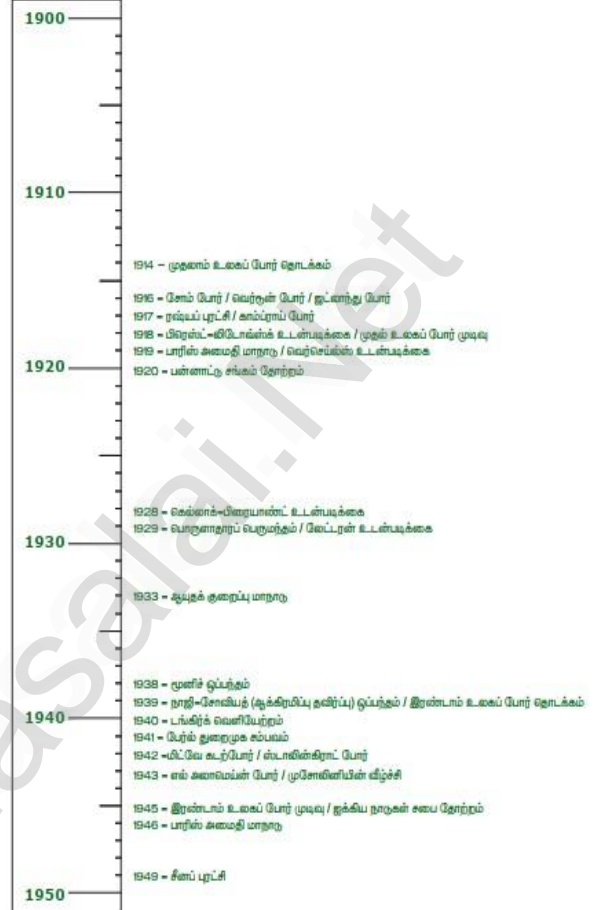 1900
1910
1914 – முதலாம் உலகப் போர் தொடக்கம்
1916 – சோம் போர் / வெர்டூன் போர் / ஜட்லாந்து போர்
1917 – ரஷ்யப் புரட்சி / காம்ப்ராய் போர்
1918 – பிரெஸ்ட்-லிடோவ்ஸ்க் உடன்படிக்கை / முதல் உலகப் போர் முடிவு
1919 – பாரிஸ் அமைதி மாநாடு / வெர்செய்ல்ஸ் உடன்படிக்கை
1920
1920 – பன்னாட்டு சங்கம் தோற்றம்
1928 – கெல்லாக்-பிரையாண்ட் உடன்படிக்கை
1929 – பொருளாதாரப் பெருமந்தம் / லேட்டரன் உடன்படிக்கை
1930
1933 – ஆயுதக் குறைப்பு மாநாடு
1938 – மூனிச் ஒப்பந்தம்
1939 – நாஜி-சோவியத் (ஆக்கிரமிப்பு தவிர்ப்பு) ஒப்பந்தம் / இரண்டாம் உலகப் போர் தொடக்கம்
1940
1940 – டங்கிர்க் வெளியேற்றம்
1941 – பேர்ல் துறைமுக சம்பவம்
1942 –மிட்வே கடற்போர் / ஸ்டாலின்கிராட் போர்
1943 – எல் அலாமெய்ன் போர் / முசோலினியின் வீழ்ச்சி
1945 – இரண்டாம் உலகப் போர் முடிவு / ஐக்கிய நாடுகள் சபை தோற்றம்
1946 – பாரிஸ் அமைதி மாநாடு
1949 – சீனப் புரட்சி
1950
asalai.Net